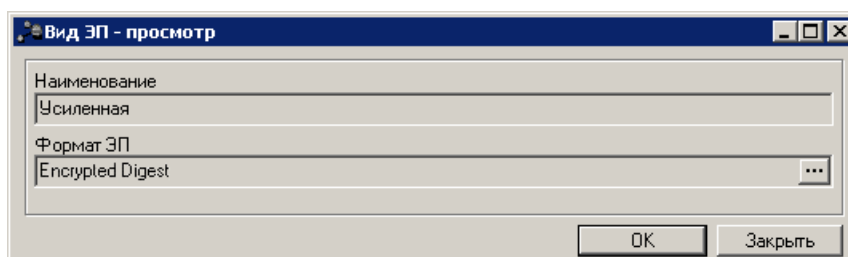 Вид ЭП - просмотр
Наименование
Усиленная
Формат ЭП
Encrypted Digest
...
OK Закрыть